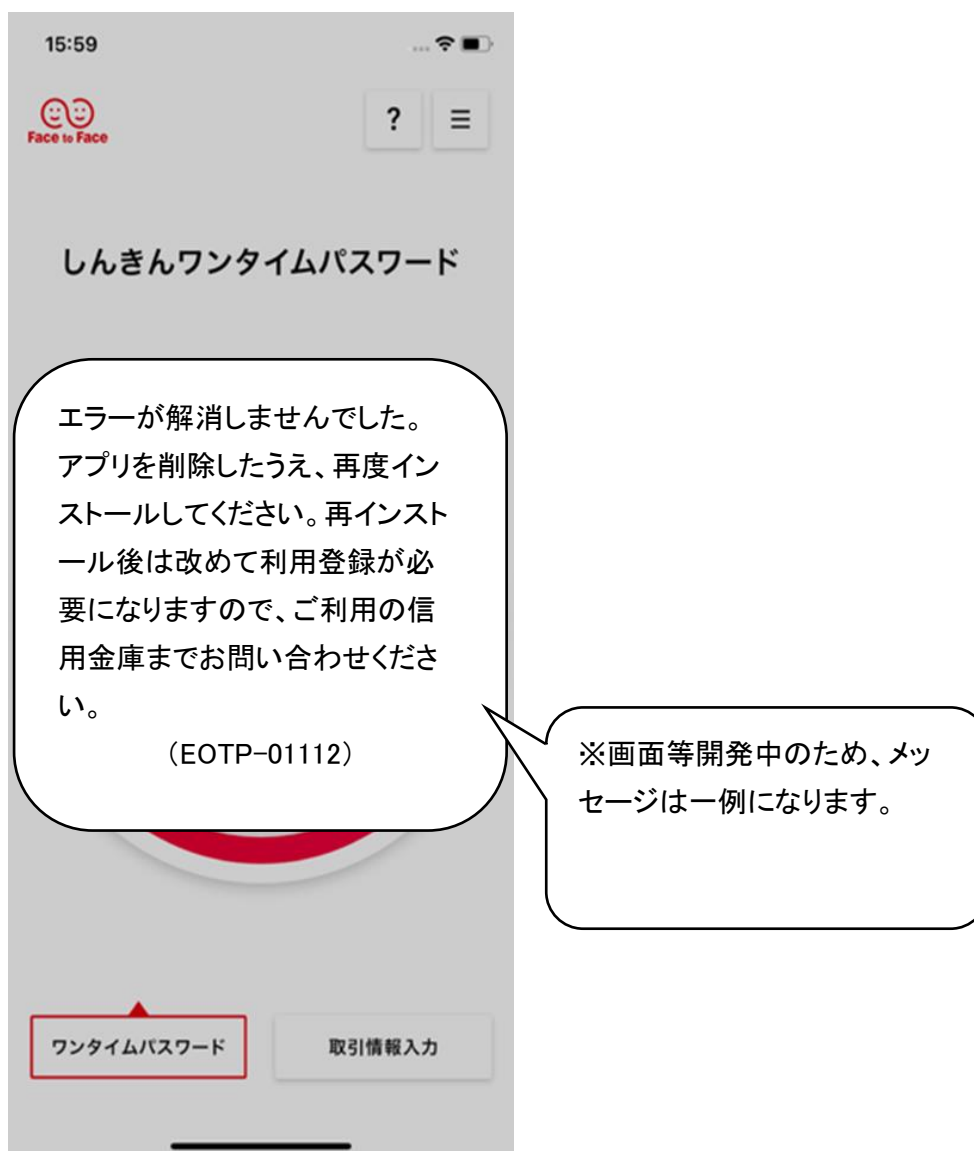 15:59
Face to Face
?
しんきんワンタイムパスワード
エラーが解消しませんでした。
アプリを削除したうえ、再度イン
ストールしてください。再インスト
ール後は改めて利用登録が必
要になりますので、ご利用の信
用金庫までお問い合わせくださ
い。
（EOTP-01112）
※画面等開発中のため、メッ
セージは一例になります。
ワンタイムパスワード
取引情報入力